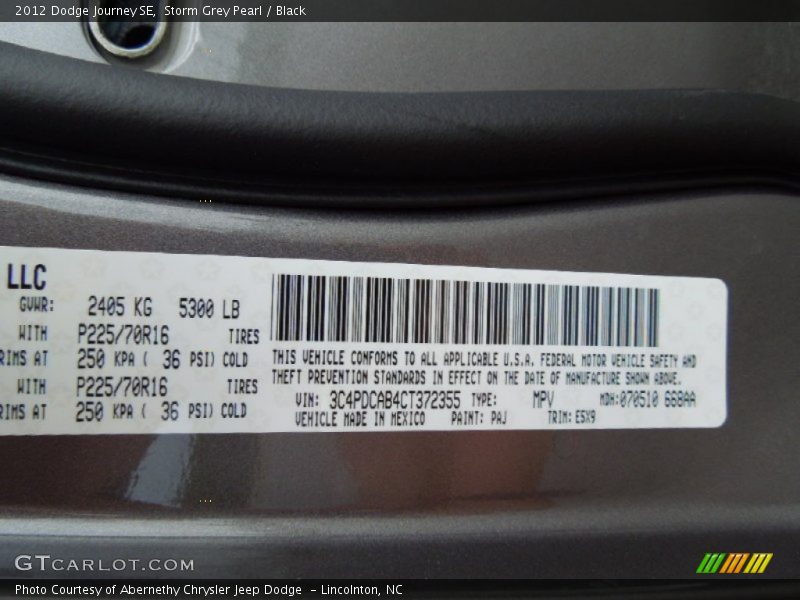 2012 Dodge Journey SE,  Storm Grey Pearl / Black
LLC
GVWR: 2405 KG 5300 LB
WITH P225/70R16 TIRES
RIMS AT 250 KPA ( 36 PSI) COLD
WITH P225/70R16 TIRES
RIMS AT 250 KPA ( 36 PSI) COLD
THIS VEHICLE CONFORMS TO ALL APPLICABLE U.S.A. FEDERAL MOTOR VEHICLE SAFETY AND
THEFT PREVENTION STANDARDS IN EFFECT ON THE DATE OF MANUFACTURE SHOWN ABOVE.
VIN: 3C4PDCAB4CT372355 TYPE: MPV MDH:070510 668AA
VEHICLE MADE IN MEXICO PAINT: PAJ TRIM: E5X9
GTCARLOT.COM
Photo Courtesy of Abernethy Chrysler Jeep Dodge  – Lincolnton, NC